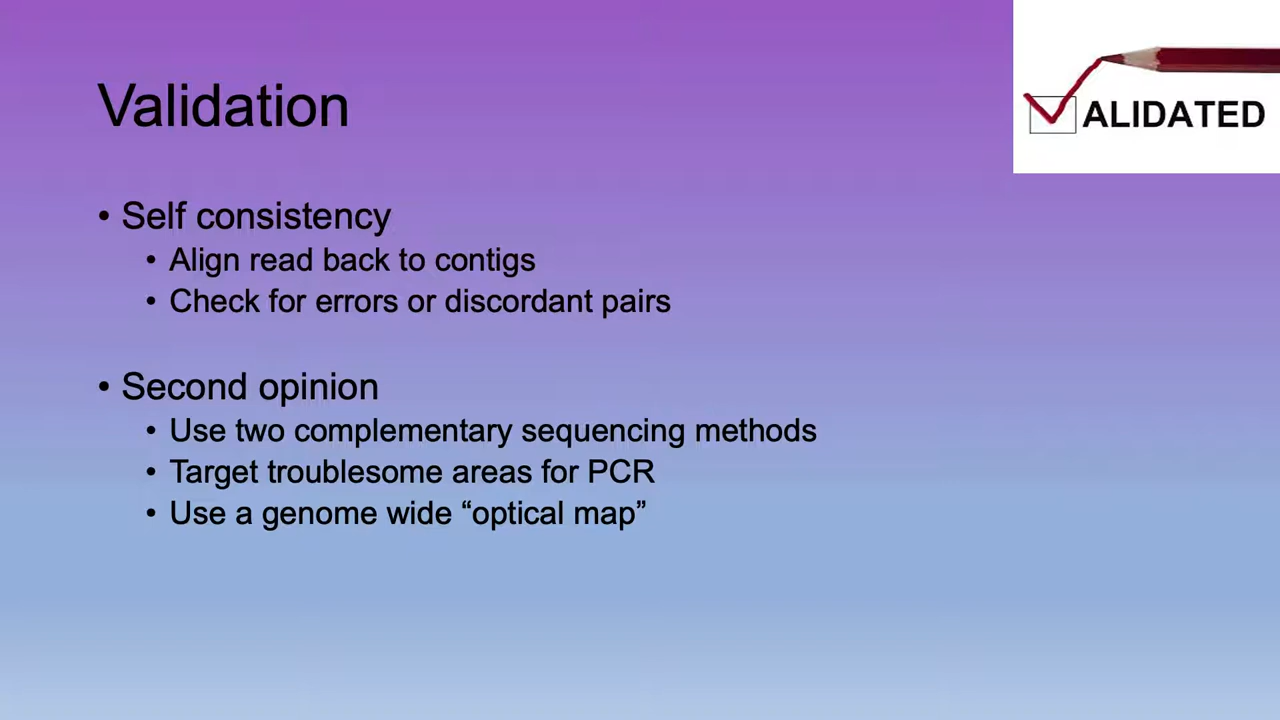 Validation
ALIDATED
• Self consistency
• Align read back to contigs
• Check for errors or discordant pairs
• Second opinion
• Use two complementary sequencing methods
• Target troublesome areas for PCR
• Use a genome wide “optical map”